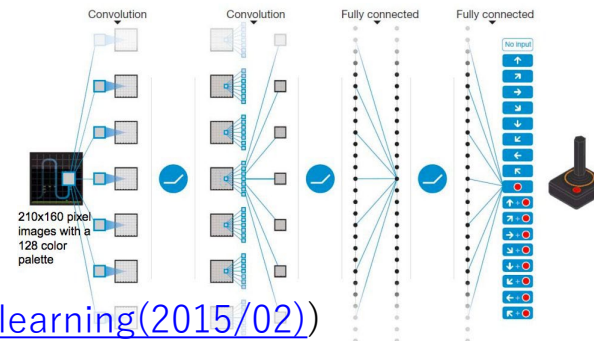 Convolution
Convolution
Fully connected
Fully connected
No input
210x160 pixel
images with a
128 color
palette
learning(2015/02))